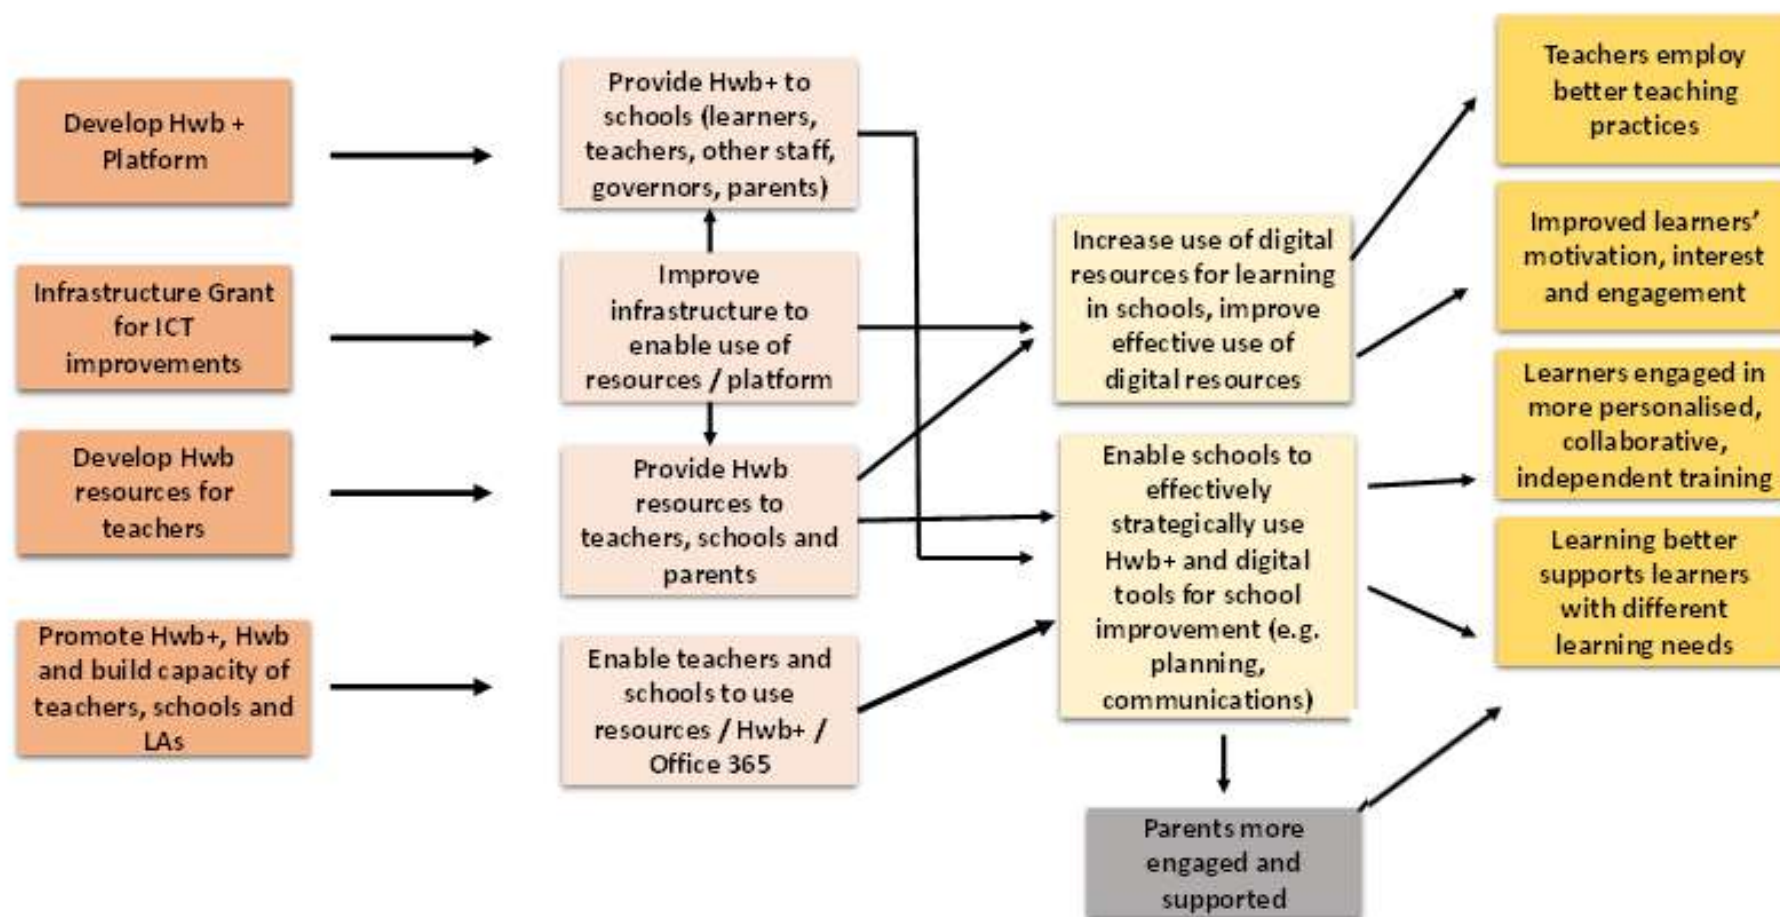 Develop Hwb +
Platform
Infrastructure Grant
for ICT
improvements
Develop Hwb
resources for
teachers
Promote Hwb+, Hwb
and build capacity of
teachers, schools and
LAs
Provide Hwb+ to
schools (learners,
teachers, other staff,
governors, parents)
Improve
infrastructure to
enable use of
resources / platform
Provide Hwb
resources to
teachers, schools and
parents
Enable teachers and
schools to use
resources / Hwb+ /
Office 365
Increase use of digital
resources for learning
in schools, improve
effective use of
digital resources
Enable schools to
effectively
strategically use
Hwb+ and digital
tools for school
improvement (e.g.
planning,
communications)
Parents more
engaged and
supported
Teachers employ
better teaching
practices
Improved learners’
motivation, interest
and engagement
Learners engaged in
more personalised,
collaborative,
independent training
Learning better
supports learners
with different
learning needs